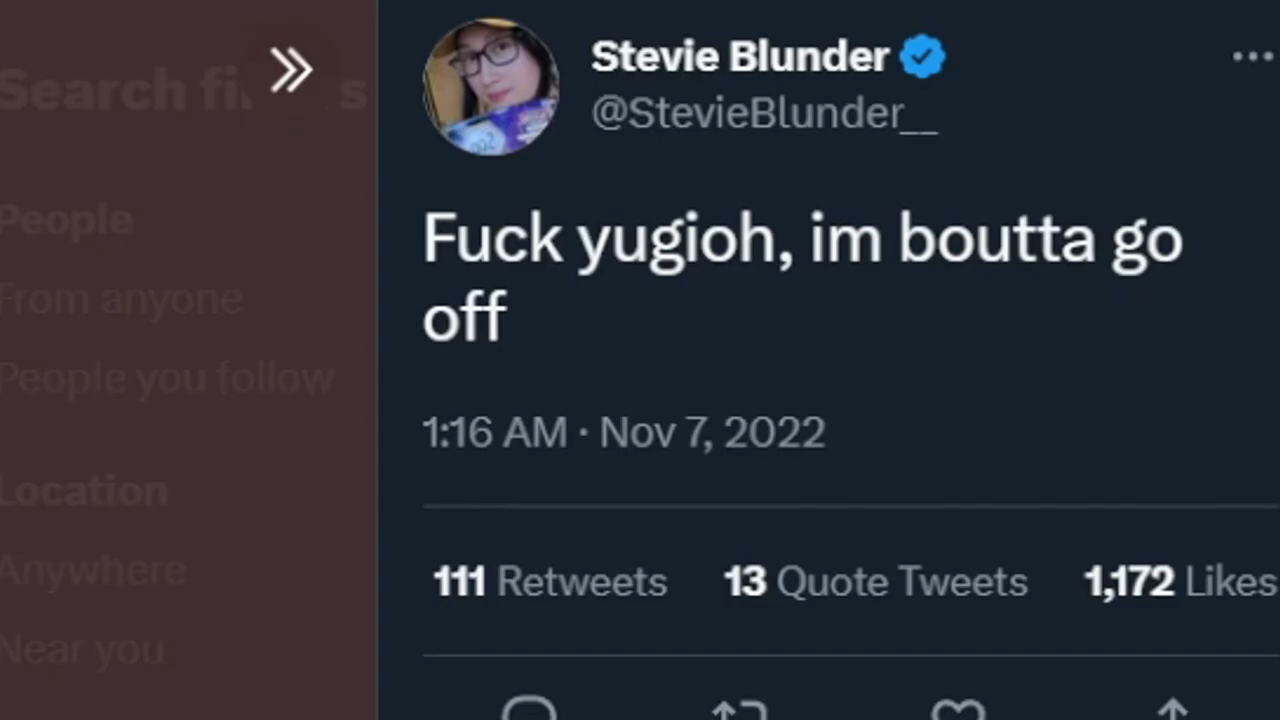 Search filters
People
From anyone
People you follow
Location
Anywhere
Near you
Stevie Blunder
@StevieBlunder__
Fuck yugioh, im boutta go
off
1:16 AM · Nov 7, 2022
111 Retweets 13 Quote Tweets 1,172 Likes